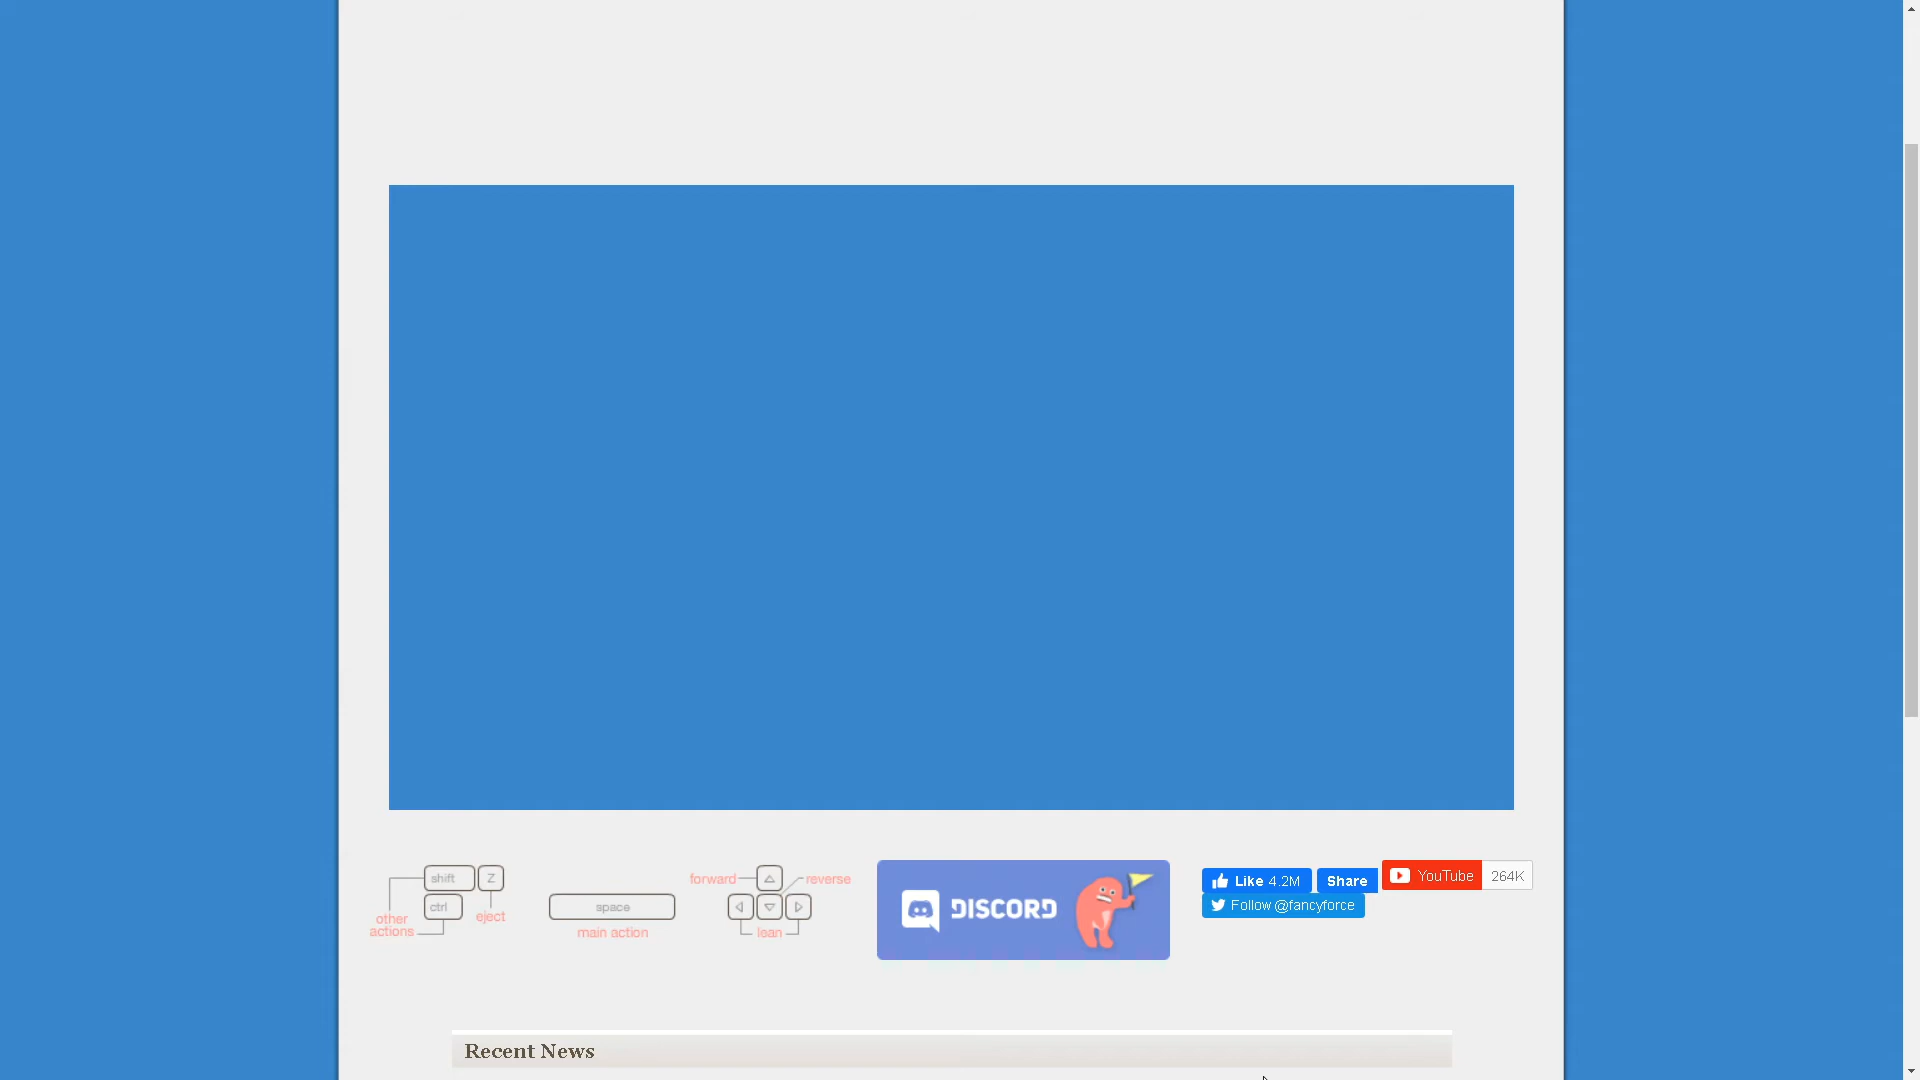 shift Z
ctrl
other
actions
eject
space
main action
forward
reverse
lean
DISCORD
Like 4.2M
Share
YouTube
264K
Follow @fancyforce
Recent News